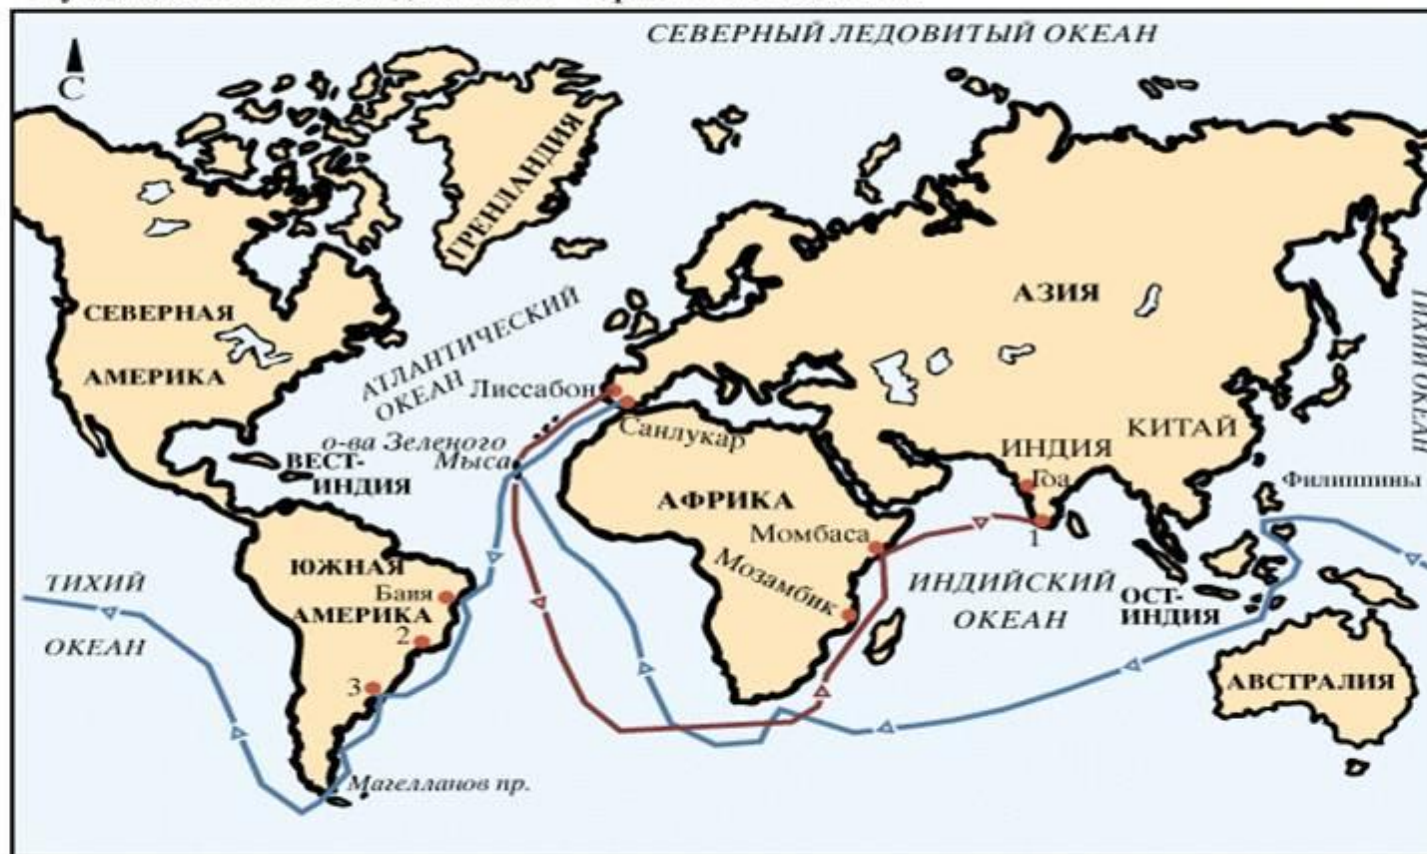 СЕВЕРНЫЙ ЛЕДОВИТЫЙ ОКЕАН
С
ГРЕНЛАНДИЯ
СЕВЕРНАЯ
АМЕРИКА
АТЛАНТИЧЕСКИЙ
ОКЕАН
АЗИЯ
ТИХИЙ ОКЕАН
Лиссабон
Санлукар
о-ва Зеленого
Мыса
ВЕСТ-
ИНДИЯ
КИТАЙ
ИНДИЯ
Гоа
Филиппины
АФРИКА
Момбаса
1
Мозамбик
ИНДИЙСКИЙ
ОКЕАН
ОСТ-
ИНДИЯ
ТИХИЙ
ОКЕАН
ЮЖНАЯ
АМЕРИКА
Баия
2
3
АВСТРАЛИЯ
Магелланов пр.